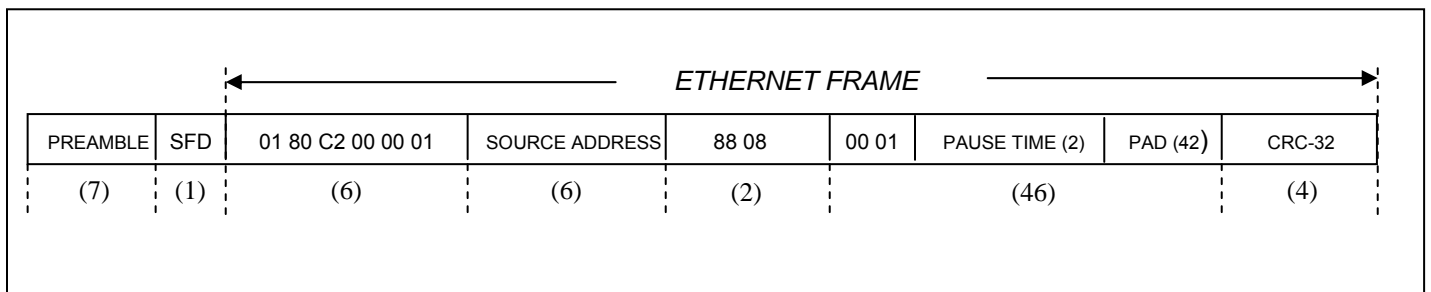 ETHERNET FRAME
PREAMBLE SFD 01 80 C2 00 00 01 SOURCE ADDRESS 88 08 00 01 PAUSE TIME (2) PAD (42) CRC-32
(7) (1) (6) (6) (2) (46) (4)